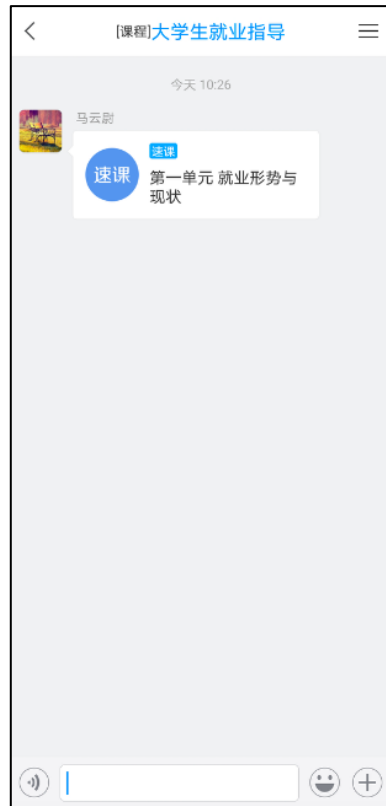 [课程]大学生就业指导
今天 10:26
马云尉
速课
速课
第一单元 就业形势与
现状